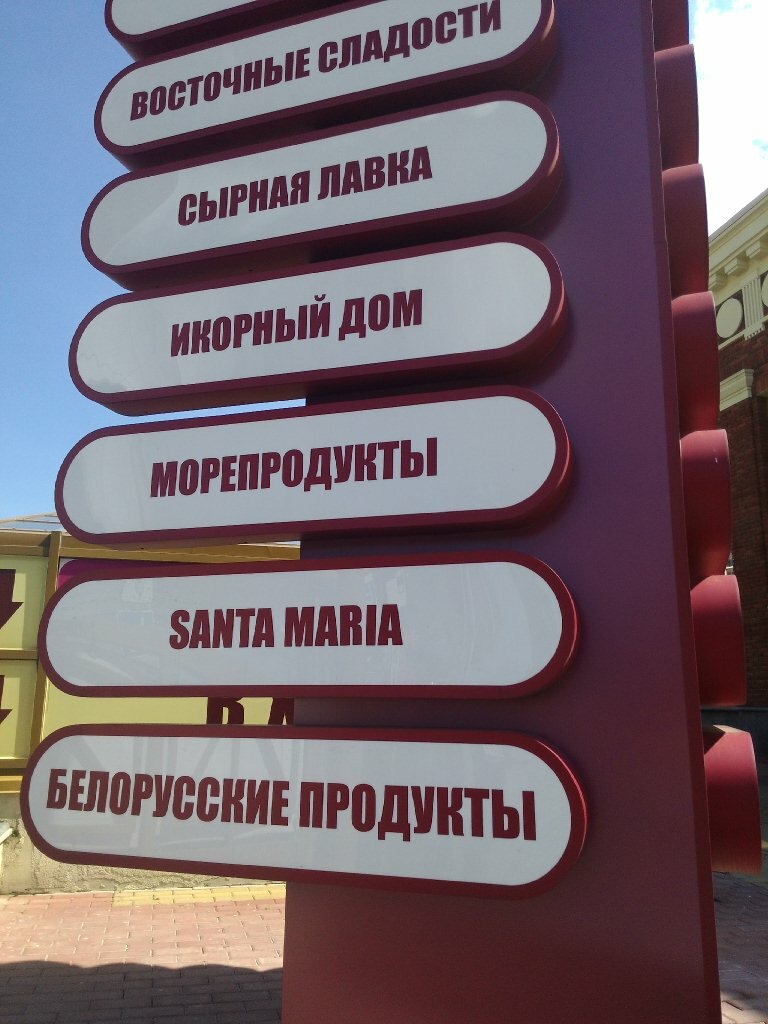 ВОСТОЧНЫЕ СЛАДОСТИ
СЫРНАЯ ЛАВКА
ИКОРНЫЙ ДОМ
МОРЕПРОДУКТЫ
SANTA MARIA
БЕЛОРУССКИЕ ПРОДУКТЫ